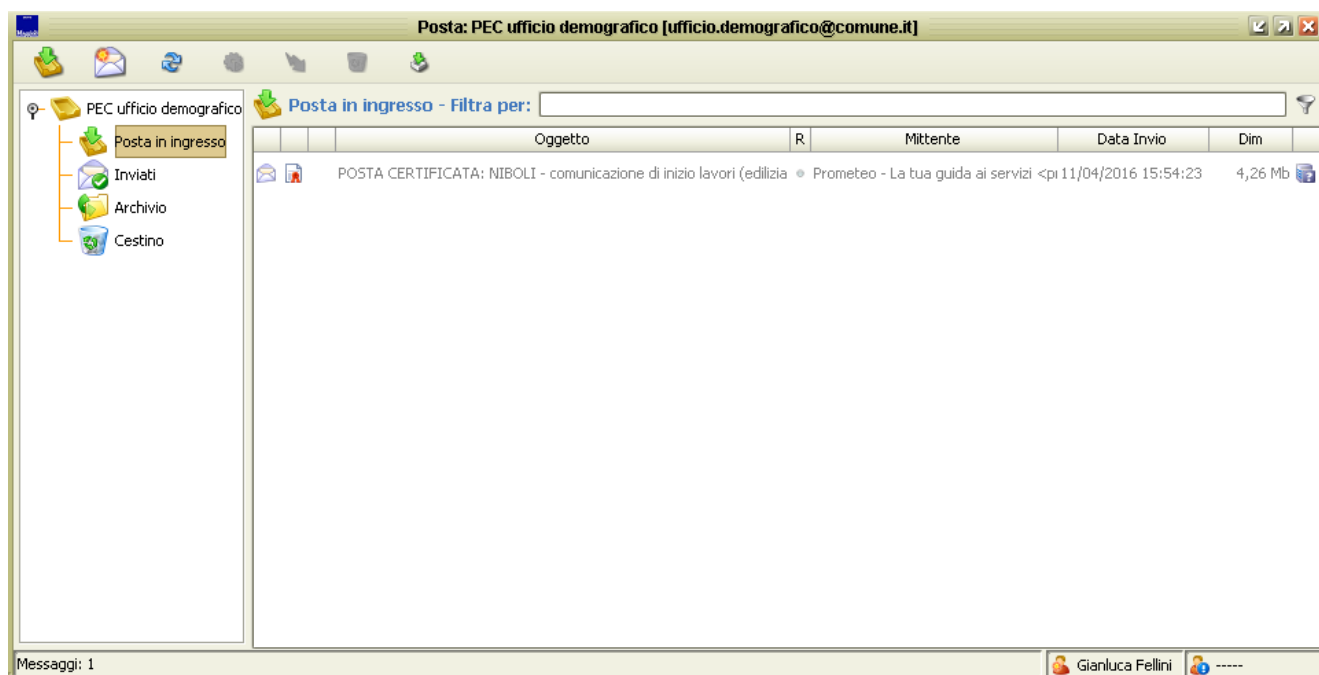 Maggioli
Posta: PEC ufficio demografico [ufficio.demografico@comune.it]
PEC ufficio demografico
Posta in ingresso
Inviati
Archivio
Cestino
Posta in ingresso - Filtra per:
Oggetto R Mittente Data Invio Dim
POSTA CERTIFICATA: NIBOLI - comunicazione di inizio lavori (edilizia Prometeo - La tua guida ai servizi <pr 11/04/2016 15:54:23 4,26 Mb
Messaggi: 1
Gianluca Fellini
-----